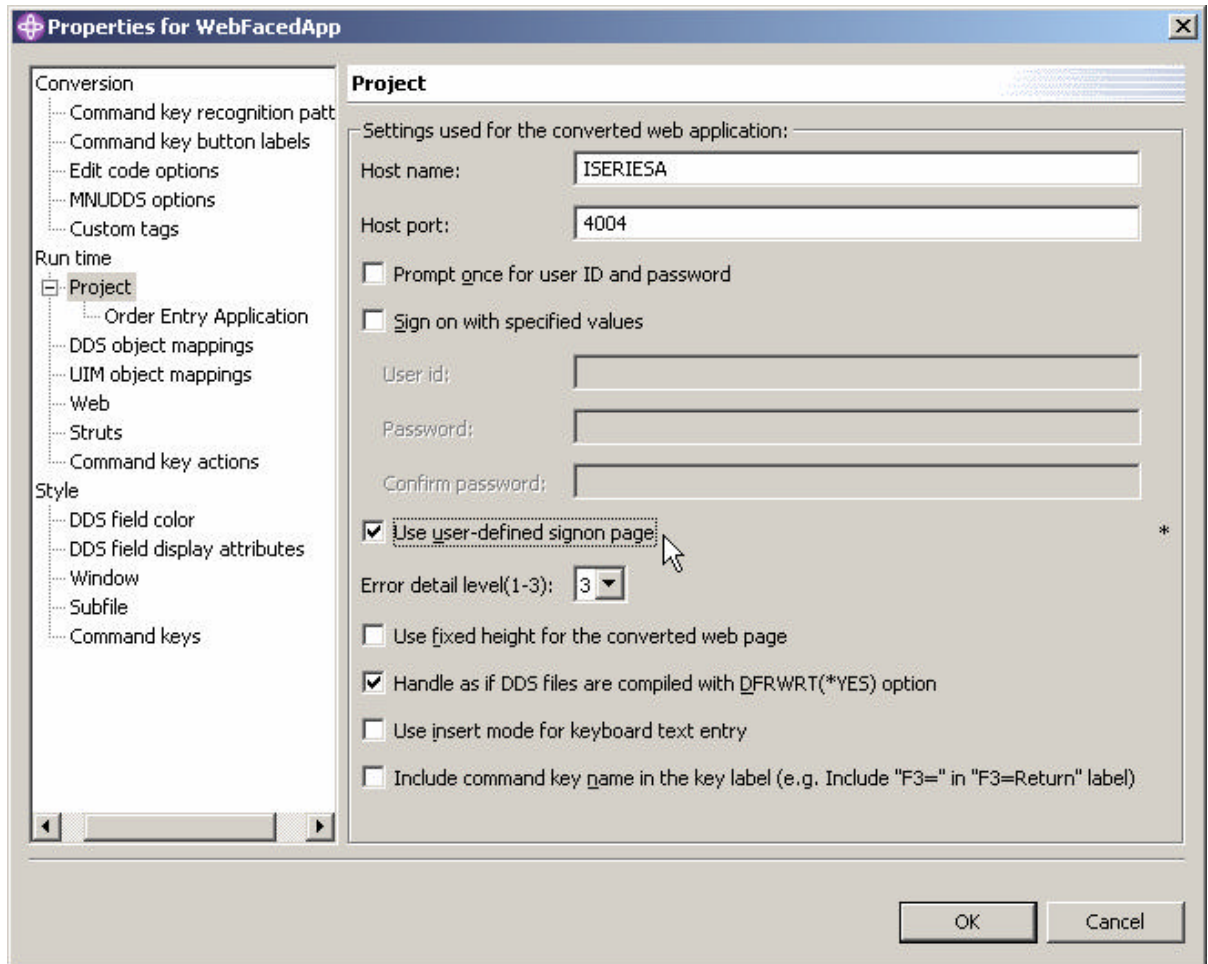 Properties for WebFacedApp
Conversion
Command key recognition patt
Command key button labels
Edit code options
MNUDDS options
Custom tags
Run time
Project
Order Entry Application
DDS object mappings
UIM object mappings
Web
Struts
Command key actions
Style
DDS field color
DDS field display attributes
Window
Subfile
Command keys
Project
Settings used for the converted web application:
Host name: ISERIESA
Host port: 4004
Prompt once for user ID and password
Sign on with specified values
User id:
Password:
Confirm password:
Use user-defined signon page *
Error detail level(1-3): 3
Use fixed height for the converted web page
Handle as if DDS files are compiled with DFRWRT(*YES) option
Use insert mode for keyboard text entry
Include command key name in the key label (e.g. Include "F3=" in "F3=Return" label)
OK Cancel